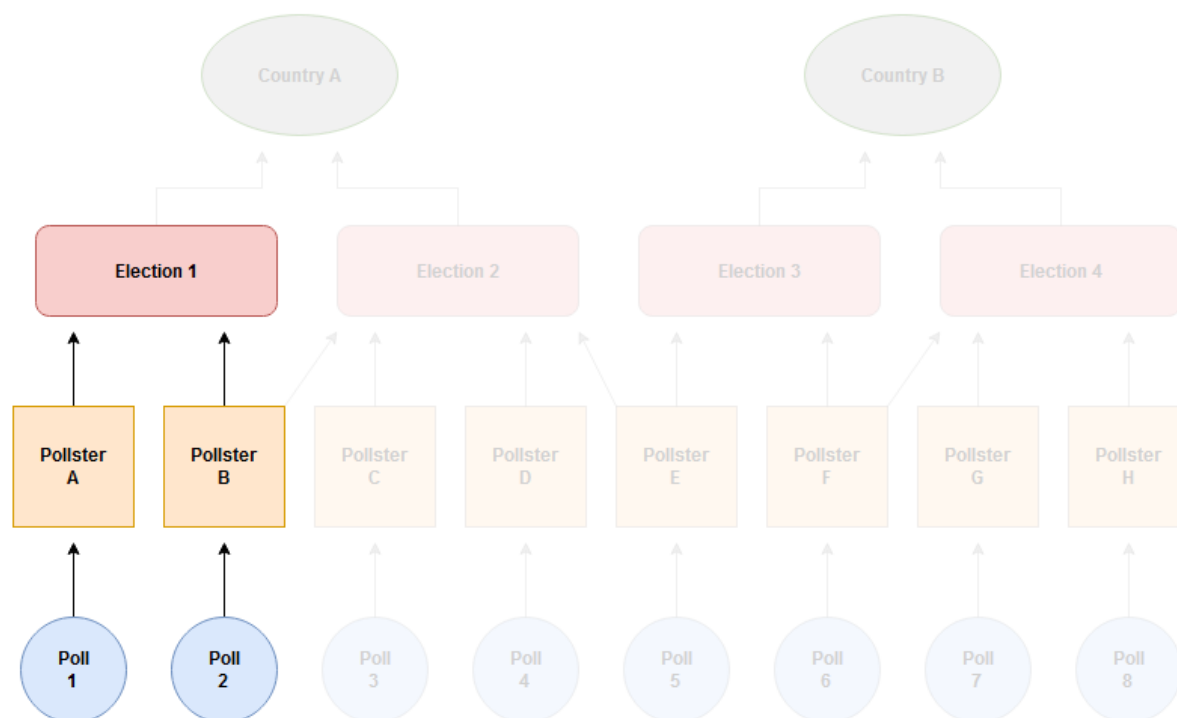 Country A
Country B
Election 1
Election 2
Election 3
Election 4
Pollster
A
Pollster
B
Pollster
C
Pollster
D
Pollster
E
Pollster
F
Pollster
G
Pollster
H
Poll
1
Poll
2
Poll
3
Poll
4
Poll
5
Poll
6
Poll
7
Poll
8